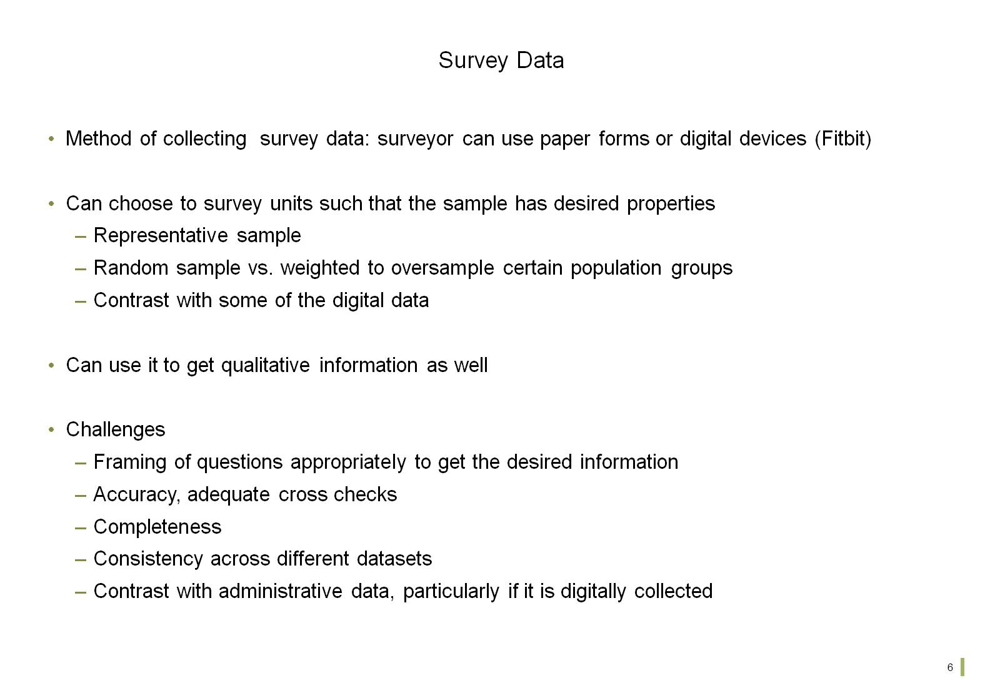 Survey Data
• Method of collecting survey data: surveyor can use paper forms or digital devices (Fitbit)
• Can choose to survey units such that the sample has desired properties
– Representative sample
– Random sample vs. weighted to oversample certain population groups
– Contrast with some of the digital data
• Can use it to get qualitative information as well
• Challenges
– Framing of questions appropriately to get the desired information
– Accuracy, adequate cross checks
– Completeness
– Consistency across different datasets
– Contrast with administrative data, particularly if it is digitally collected
6